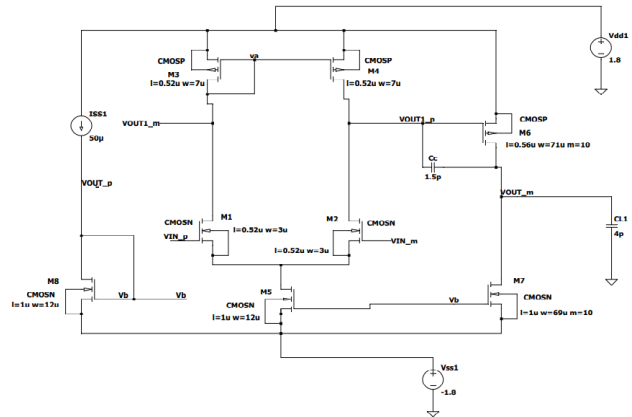 CMOSP
M3
l=0.52u w=7u
va
CMOSP
M4
l=0.52u w=7u
Vdd1
1.8
ISS1
50µ
VOUT1_m
VOUT1_p
CMOSP
M6
l=0.56u w=71u m=10
Cc
1.5p
VOUT_p
VOUT_m
CL1
4p
CMOSN
M1
l=0.52u w=3u
VIN_p
M2
CMOSN
l=0.52u w=3u
VIN_m
M8
CMOSN
l=1u w=12u
Vb
Vb
M5
CMOSN
l=1u w=12u
Vb
M7
CMOSN
l=1u w=69u m=10
Vss1
-1.8